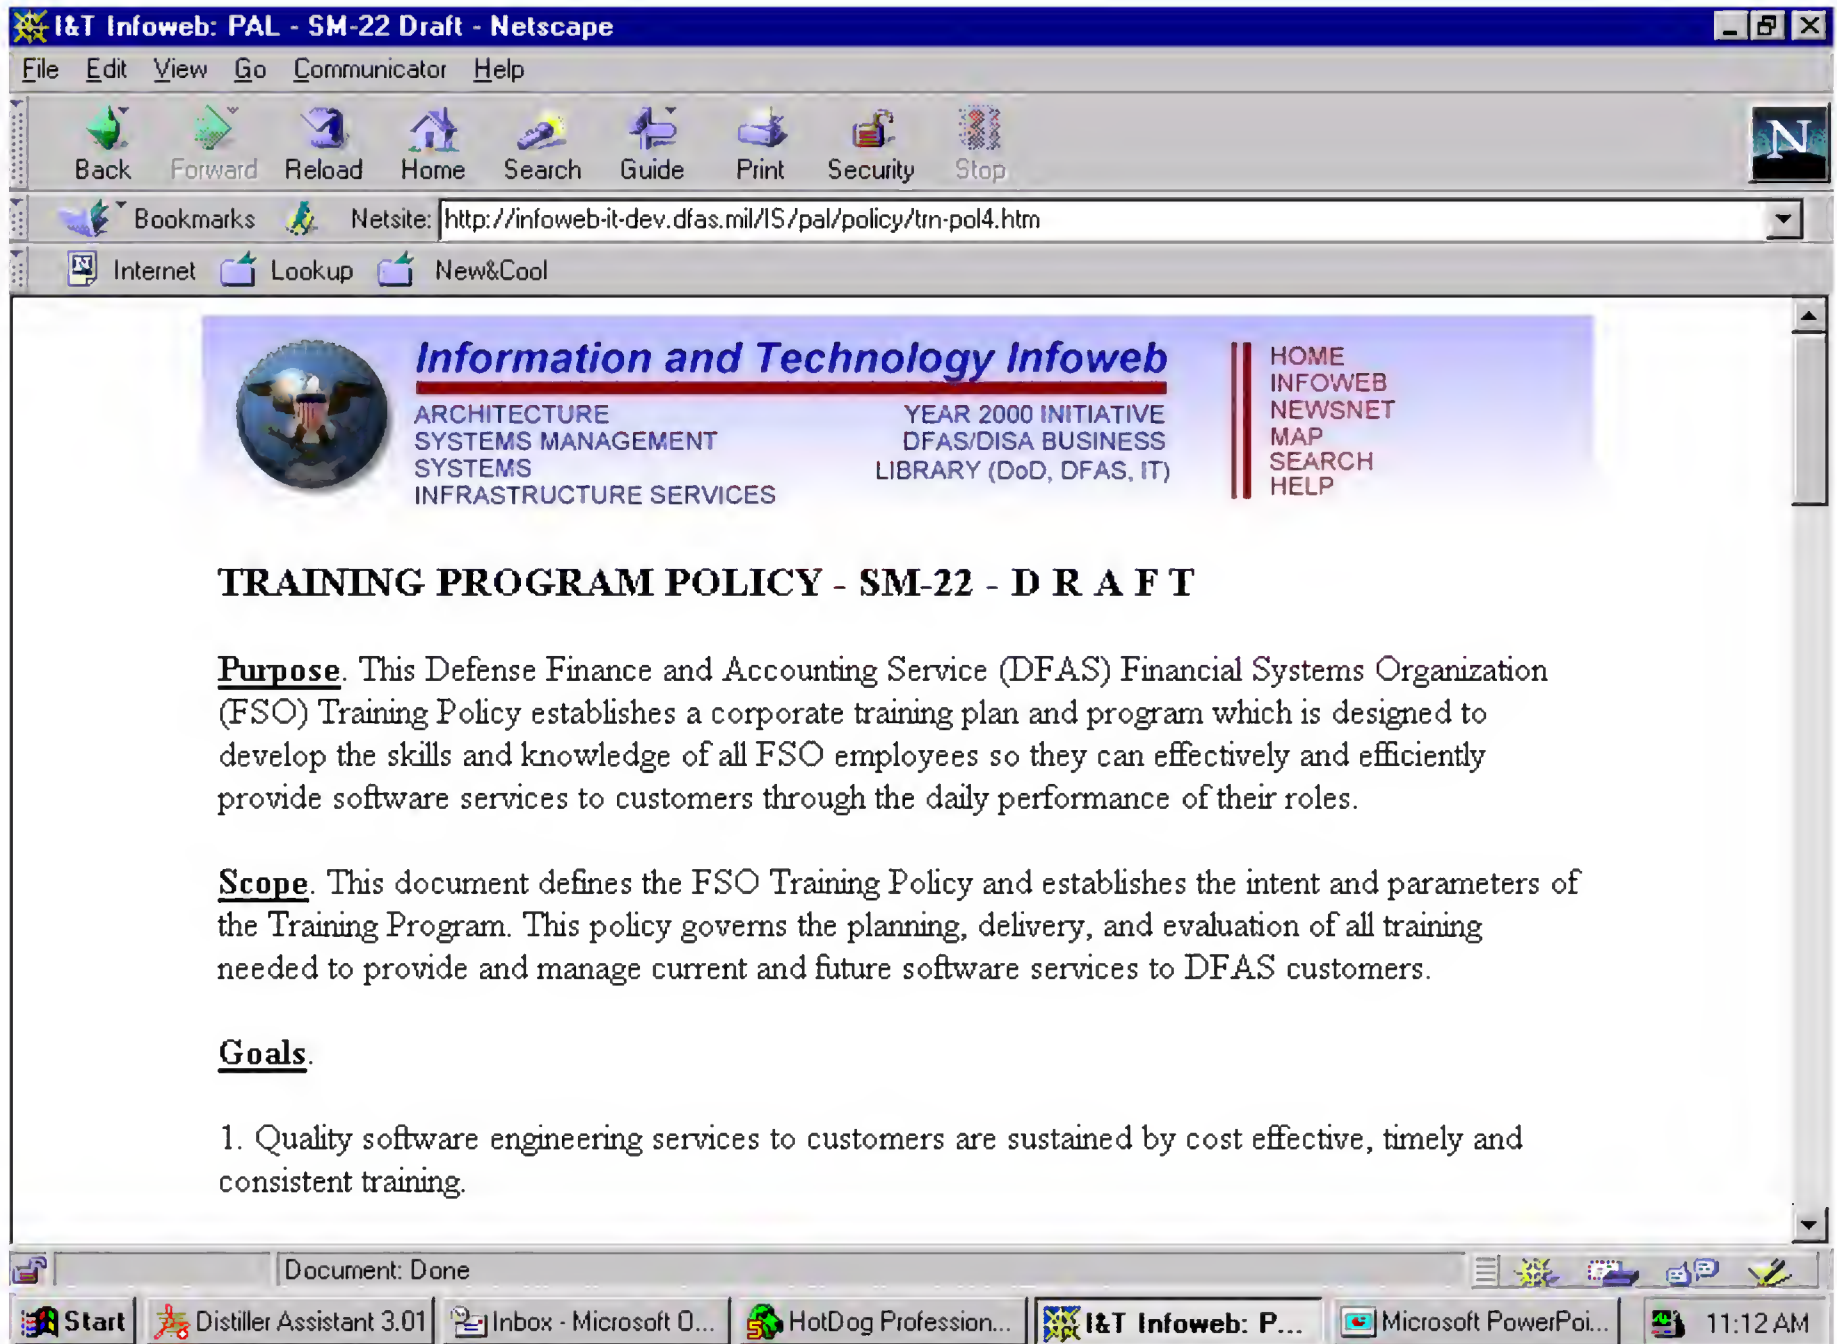 I&T Infoweb: PAL - SM-22 Draft - Netscape
File Edit View Go Communicator Help
Back Forward Reload Home Search Guide Print Security Stop
N
Bookmarks Netsite: http://infoweb-it-dev.dfas.mil/IS/pal/policy/trn-pol4.htm
Internet Lookup New&Cool
Information and Technology Infoweb
ARCHITECTURE
SYSTEMS MANAGEMENT
SYSTEMS
INFRASTRUCTURE SERVICES
YEAR 2000 INITIATIVE
DFAS/DISA BUSINESS
LIBRARY (DoD, DFAS, IT)
HOME
INFOWEB
NEWSNET
MAP
SEARCH
HELP
TRAINING PROGRAM POLICY - SM-22 - D R A F T
Purpose. This Defense Finance and Accounting Service (DFAS) Financial Systems Organization
(FSO) Training Policy establishes a corporate training plan and program which is designed to
develop the skills and knowledge of all FSO employees so they can effectively and efficiently
provide software services to customers through the daily performance of their roles.
Scope. This document defines the FSO Training Policy and establishes the intent and parameters of
the Training Program. This policy governs the planning, delivery, and evaluation of all training
needed to provide and manage current and future software services to DFAS customers.
Goals.
1. Quality software engineering services to customers are sustained by cost effective, timely and
consistent training.
Document: Done
Start Distiller Assistant 3.01 Inbox - Microsoft O... HotDog Profession... I&T Infoweb: P... Microsoft PowerPoi... 11:12 AM